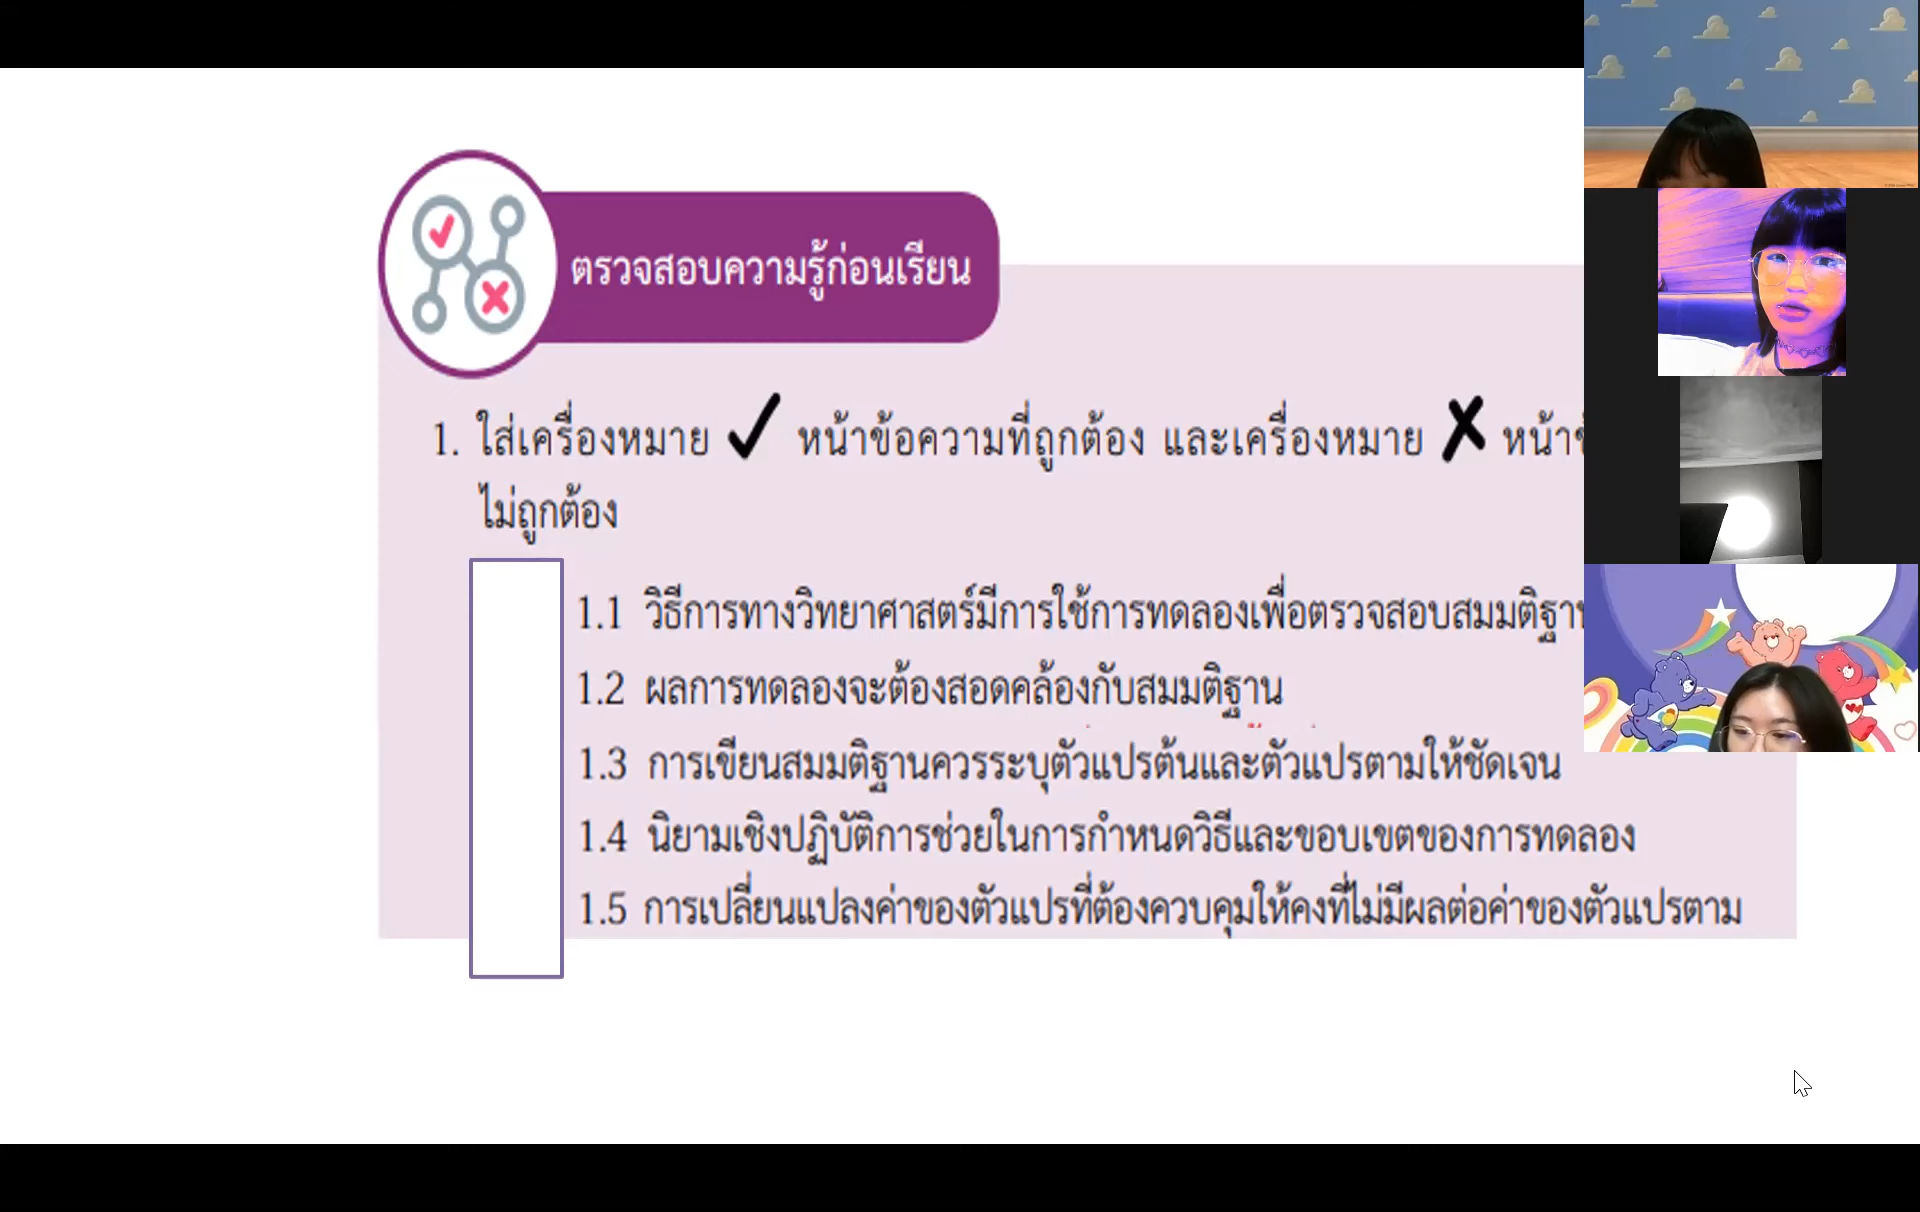 ตรวจสอบความรู้ก่อนเรียน
1. ใส่เครื่องหมาย ✓ หน้าข้อความที่ถูกต้อง และเครื่องหมาย ✗
ไม่ถูกต้อง
1.1 วิธีการทางวิทยาศาสตร์มีการใช้การทดลองเพื่อตรวจสอบสมมติฐาน
1.2 ผลการทดลองจะต้องสอดคล้องกับสมมติฐาน
1.3 การเขียนสมมติฐานควรระบุตัวแปรต้นและตัวแปรตามให้ชัดเจน
1.4 นิยามเชิงปฏิบัติการช่วยในการกำหนดวิธีและขอบเขตของการทดลอง
1.5 การเปลี่ยนแปลงค่าของตัวแปรที่ต้องควบคุมให้คงที่ไม่มีผลต่อค่าของตัวแปรตาม